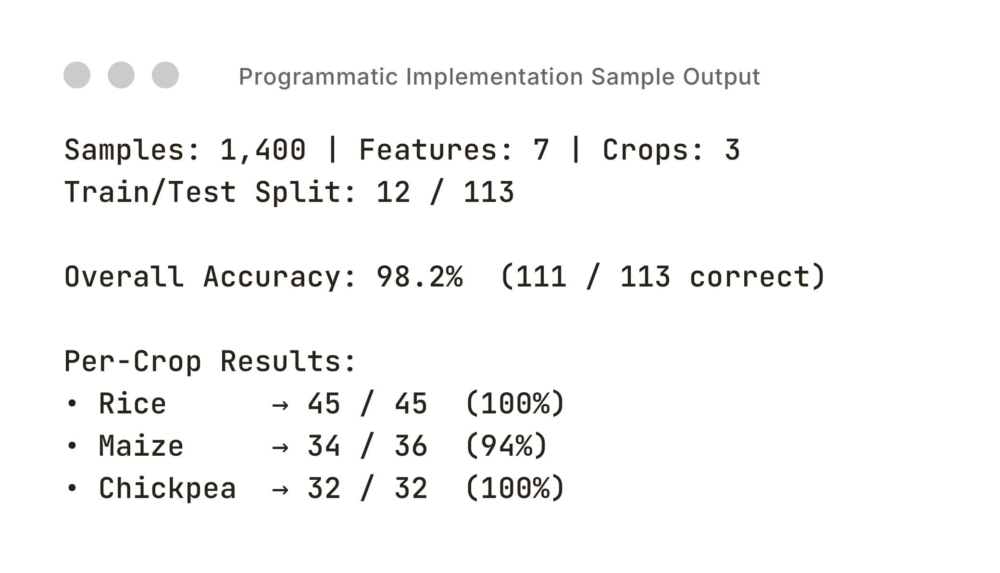 Programmatic Implementation Sample Output
Samples: 1,400 | Features: 7 | Crops: 3
Train/Test Split: 12 / 113
Overall Accuracy: 98.2%  (111 / 113 correct)
Per-Crop Results:
• Rice      → 45 / 45  (100%)
• Maize     → 34 / 36  (94%)
• Chickpea  → 32 / 32  (100%)